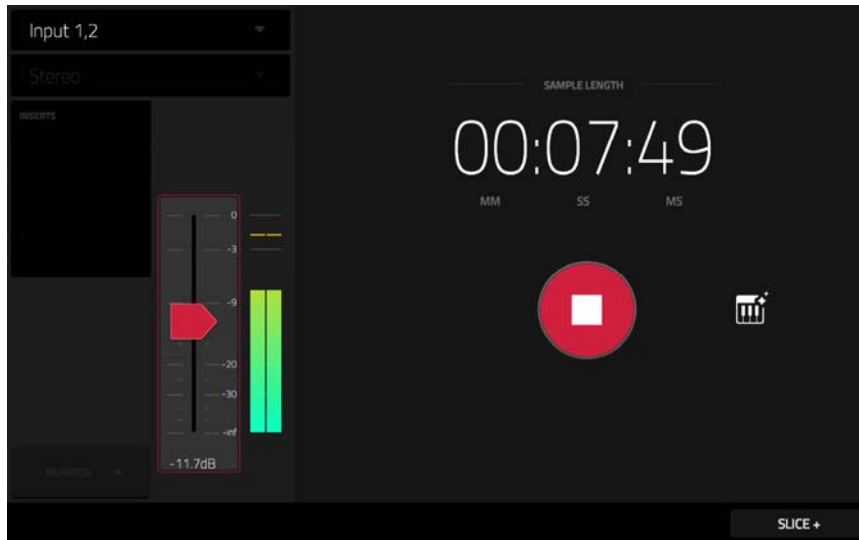 Input 1,2
Stereo
INSERTS
SAMPLE LENGTH
00:07:49
MM SS MS
0
-3
-9
-20
-30
-inf
-11.7dB
MONITOR
SLICE +